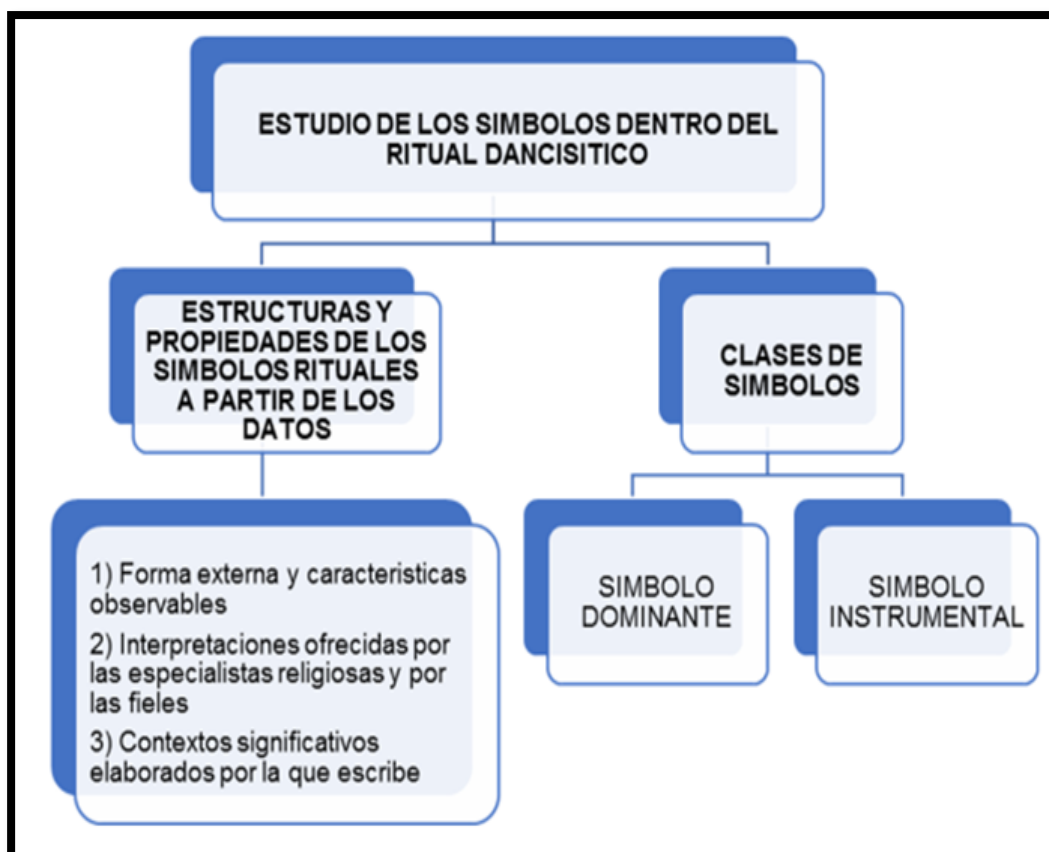 ESTUDIO DE LOS SIMBOLOS DENTRO DEL
RITUAL DANCISITICO
ESTRUCTURAS Y
PROPIEDADES DE LOS
SIMBOLOS RITUALES
A PARTIR DE LOS
DATOS
CLASES DE
SIMBOLOS
1) Forma externa y caracteristicas
observables
2) Interpretaciones ofrecidas por
las especialistas religiosas y por
las fieles
3) Contextos significativos
elaborados por la que escribe
SIMBOLO
DOMINANTE
SIMBOLO
INSTRUMENTAL